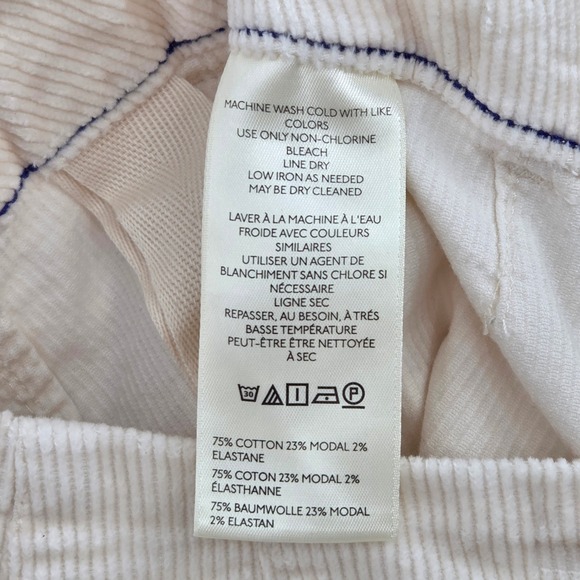 MACHINE WASH COLD WITH LIKE
COLORS
USE ONLY NON-CHLORINE
BLEACH
LINE DRY
LOW IRON AS NEEDED
MAY BE DRY CLEANED
LAVER À LA MACHINE À L'EAU
FROIDE AVEC COULEURS
SIMILAIRES
UTILISER UN AGENT DE
BLANCHIMENT SANS CHLORE SI
NÉCESSAIRE
LIGNE SEC
REPASSER, AU BESOIN, À TRÉS
BASSE TEMPÉRATURE
PEUT-ÊTRE ÊTRE NETTOYÉE
À SEC
30 P
75% COTTON 23% MODAL 2%
ELASTANE
75% COTON 23% MODAL 2%
ÉLASTHANNE
75% BAUMWOLLE 23% MODAL
2% ELASTAN